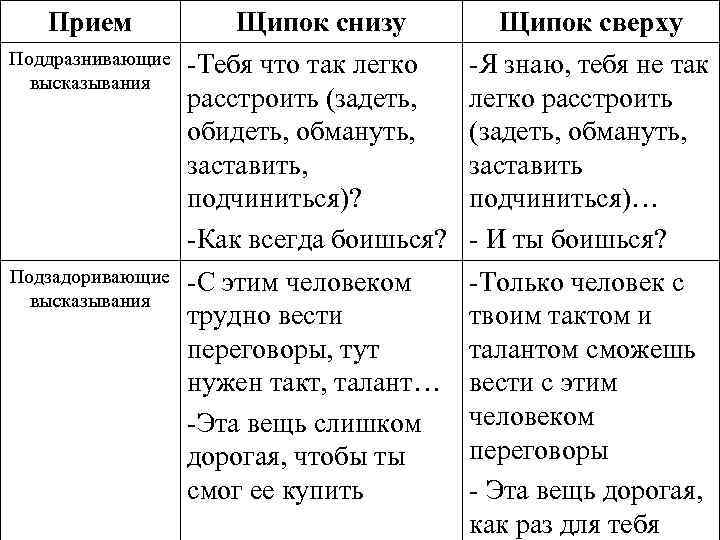 Прием
Щипок снизу
Щипок сверху
Поддразнивающие
высказывания
-Тебя что так легко
расстроить (задеть,
обидеть, обмануть,
заставить,
подчиниться)?
-Как всегда боишься?
-Я знаю, тебя не так
легко расстроить
(задеть, обмануть,
заставить
подчиниться)…
- И ты боишься?
Подзадоривающие
высказывания
-С этим человеком
трудно вести
переговоры, тут
нужен такт, талант…
-Эта вещь слишком
дорогая, чтобы ты
смог ее купить
-Только человек с
твоим тактом и
талантом сможешь
вести с этим
человеком
переговоры
- Эта вещь дорогая,
как раз для тебя